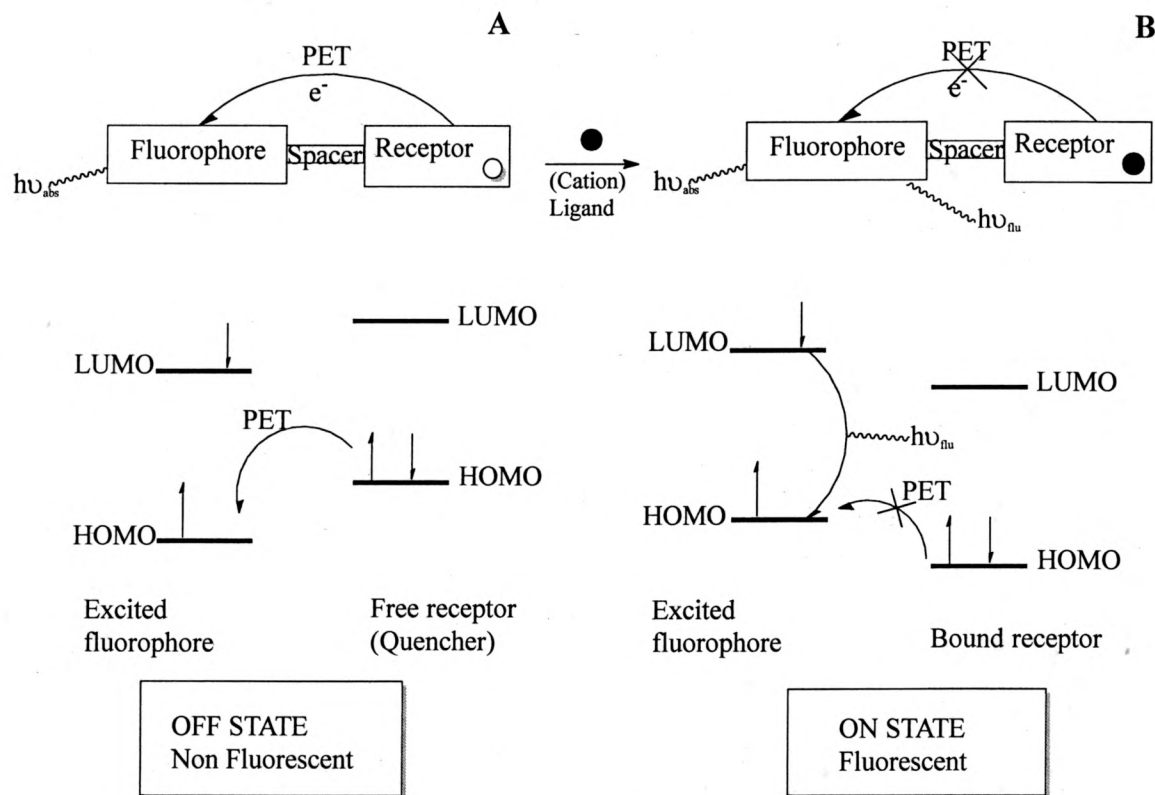 A
PET
e-
Fluorophore
Spacer
Receptor
hυabs
(Cation)
Ligand
B
PET
e-
Fluorophore
Spacer
Receptor
hυabs
hυflu
LUMO
LUMO
PET
HOMO
HOMO
Excited
fluorophore
Free receptor
(Quencher)
OFF STATE
Non Fluorescent
LUMO
LUMO
hυflu
PET
HOMO
HOMO
Excited
fluorophore
Bound receptor
ON STATE
Fluorescent